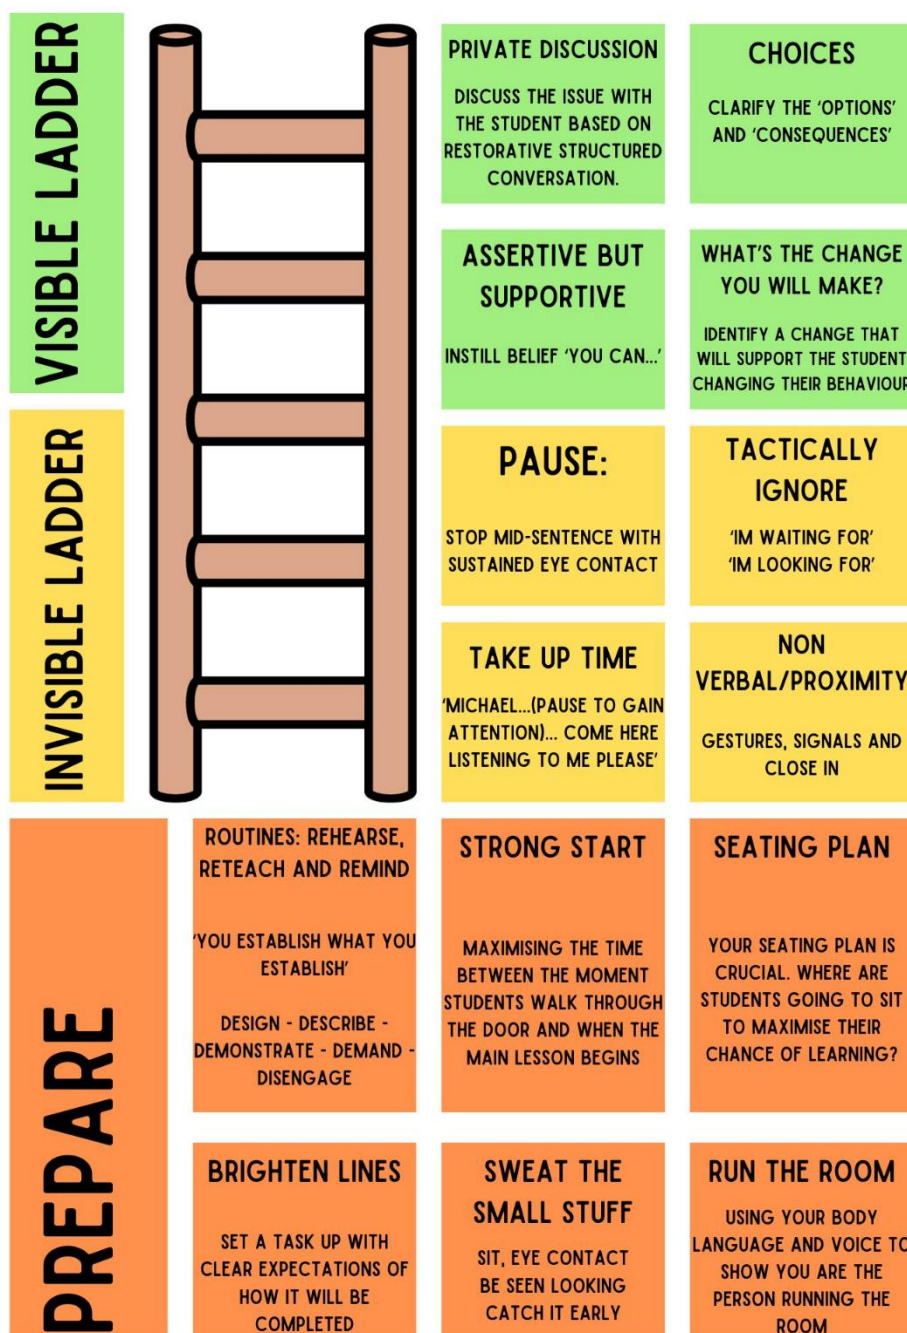 VISIBLE LADDER
PRIVATE DISCUSSION
DISCUSS THE ISSUE WITH
THE STUDENT BASED ON
RESTORATIVE STRUCTURED
CONVERSATION.
CHOICES
CLARIFY THE 'OPTIONS'
AND 'CONSEQUENCES'
ASSERTIVE BUT
SUPPORTIVE
INSTILL BELIEF 'YOU CAN...'
WHAT'S THE CHANGE
YOU WILL MAKE?
IDENTIFY A CHANGE THAT
WILL SUPPORT THE STUDENT
CHANGING THEIR BEHAVIOUR
INVISIBLE LADDER
PAUSE:
STOP MID-SENTENCE WITH
SUSTAINED EYE CONTACT
TACTICALLY
IGNORE
'IM WAITING FOR'
'IM LOOKING FOR'
TAKE UP TIME
'MICHAEL...(PAUSE TO GAIN
ATTENTION)... COME HERE
LISTENING TO ME PLEASE'
NON
VERBAL/PROXIMITY
GESTURES, SIGNALS AND
CLOSE IN
PREPARE
ROUTINES: REHEARSE,
RETEACH AND REMIND
'YOU ESTABLISH WHAT YOU
ESTABLISH'
DESIGN - DESCRIBE -
DEMONSTRATE - DEMAND -
DISENGAGE
STRONG START
MAXIMISING THE TIME
BETWEEN THE MOMENT
STUDENTS WALK THROUGH
THE DOOR AND WHEN THE
MAIN LESSON BEGINS
SEATING PLAN
YOUR SEATING PLAN IS
CRUCIAL. WHERE ARE
STUDENTS GOING TO SIT
TO MAXIMISE THEIR
CHANCE OF LEARNING?
BRIGHTEN LINES
SET A TASK UP WITH
CLEAR EXPECTATIONS OF
HOW IT WILL BE
COMPLETED
SWEAT THE
SMALL STUFF
SIT, EYE CONTACT
BE SEEN LOOKING
CATCH IT EARLY
RUN THE ROOM
USING YOUR BODY
LANGUAGE AND VOICE TO
SHOW YOU ARE THE
PERSON RUNNING THE
ROOM